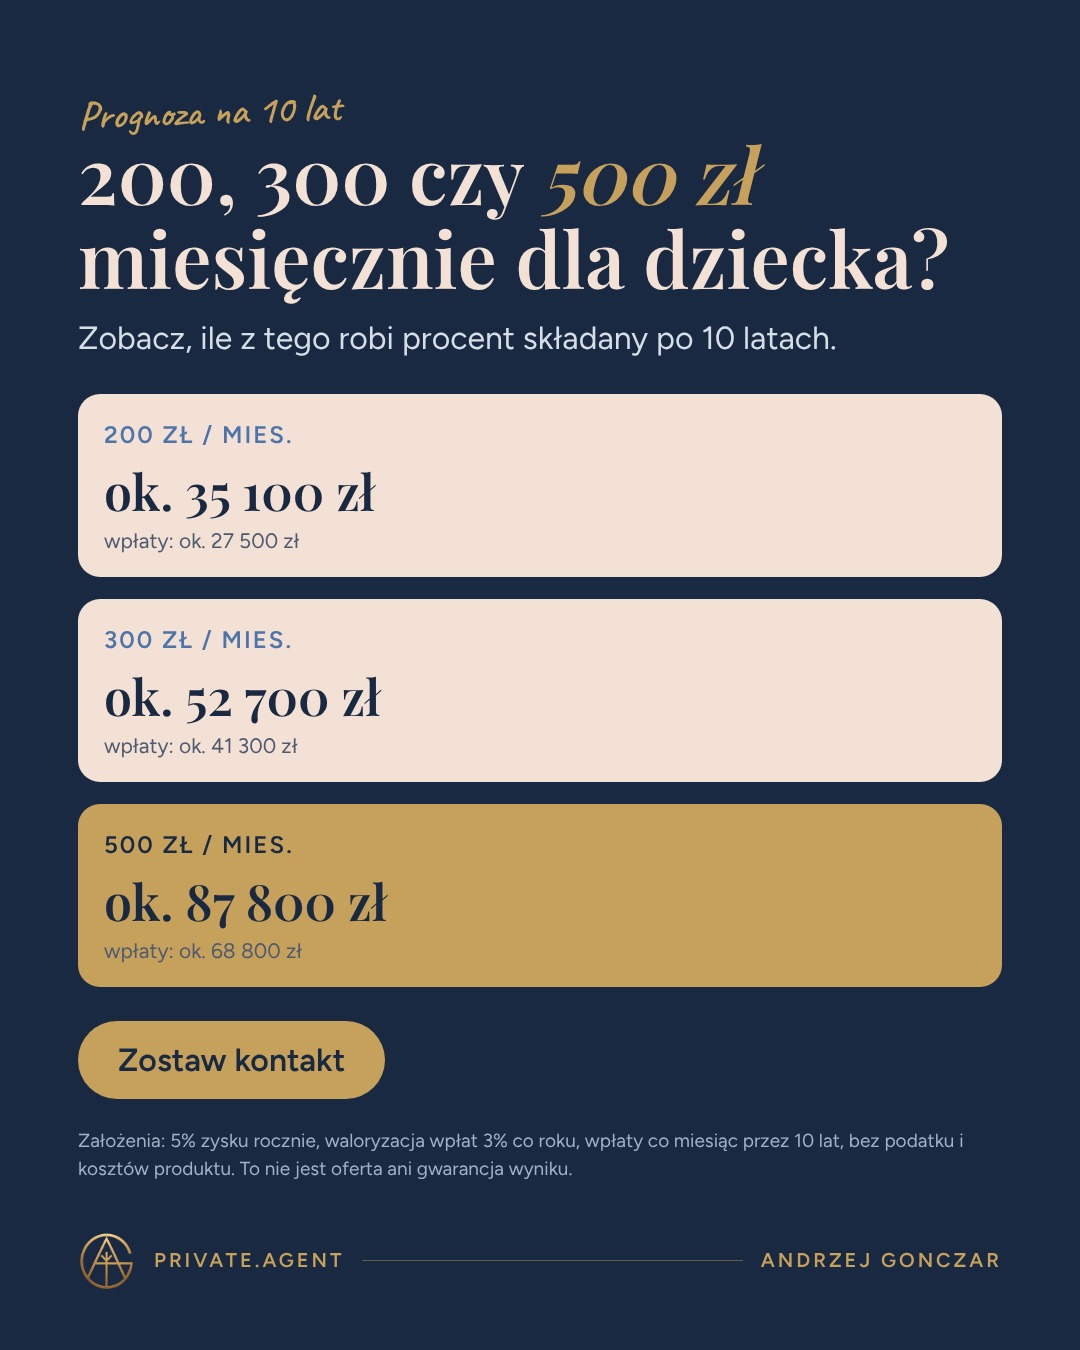 Prognoza na 10 lat
200, 300 czy 500 zł
miesięcznie dla dziecka?
Zobacz, ile z tego robi procent składany po 10 latach.
200 ZŁ / MIES.
ok. 35 100 zł
wpłaty: ok. 27 500 zł
300 ZŁ / MIES.
ok. 52 700 zł
wpłaty: ok. 41 300 zł
500 ZŁ / MIES.
ok. 87 800 zł
wpłaty: ok. 68 800 zł
Zostaw kontakt
Założenia: 5% zysku rocznie, waloryzacja wpłat 3% co roku, wpłaty co miesiąc przez 10 lat, bez podatku i
kosztów produktu. To nie jest oferta ani gwarancja wyniku.
PRIVATE.AGENT ANDRZEJ GONCZAR